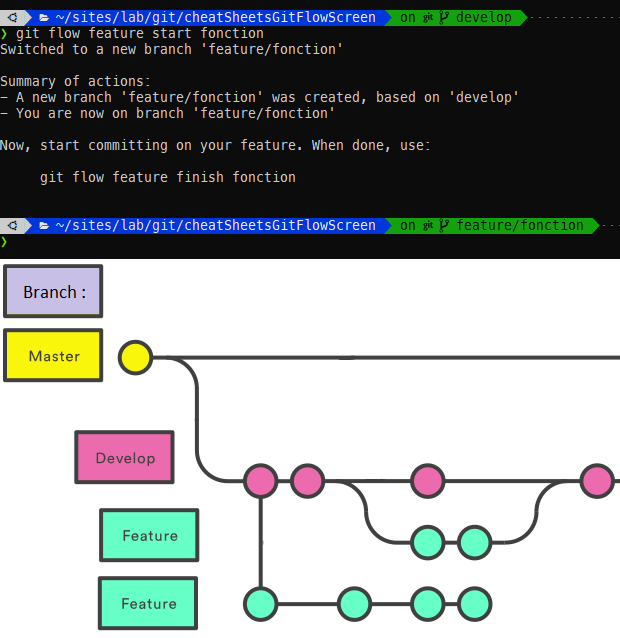 ~/sites/lab/git/cheatSheetsGitFlowScreen on git develop
❯ git flow feature start fonction
Switched to a new branch 'feature/fonction'
Summary of actions:
- A new branch 'feature/fonction' was created, based on 'develop'
- You are now on branch 'feature/fonction'
Now, start committing on your feature. When done, use:
git flow feature finish fonction
~/sites/lab/git/cheatSheetsGitFlowScreen on git feature/fonction
❯
Branch :
Master
Develop
Feature
Feature